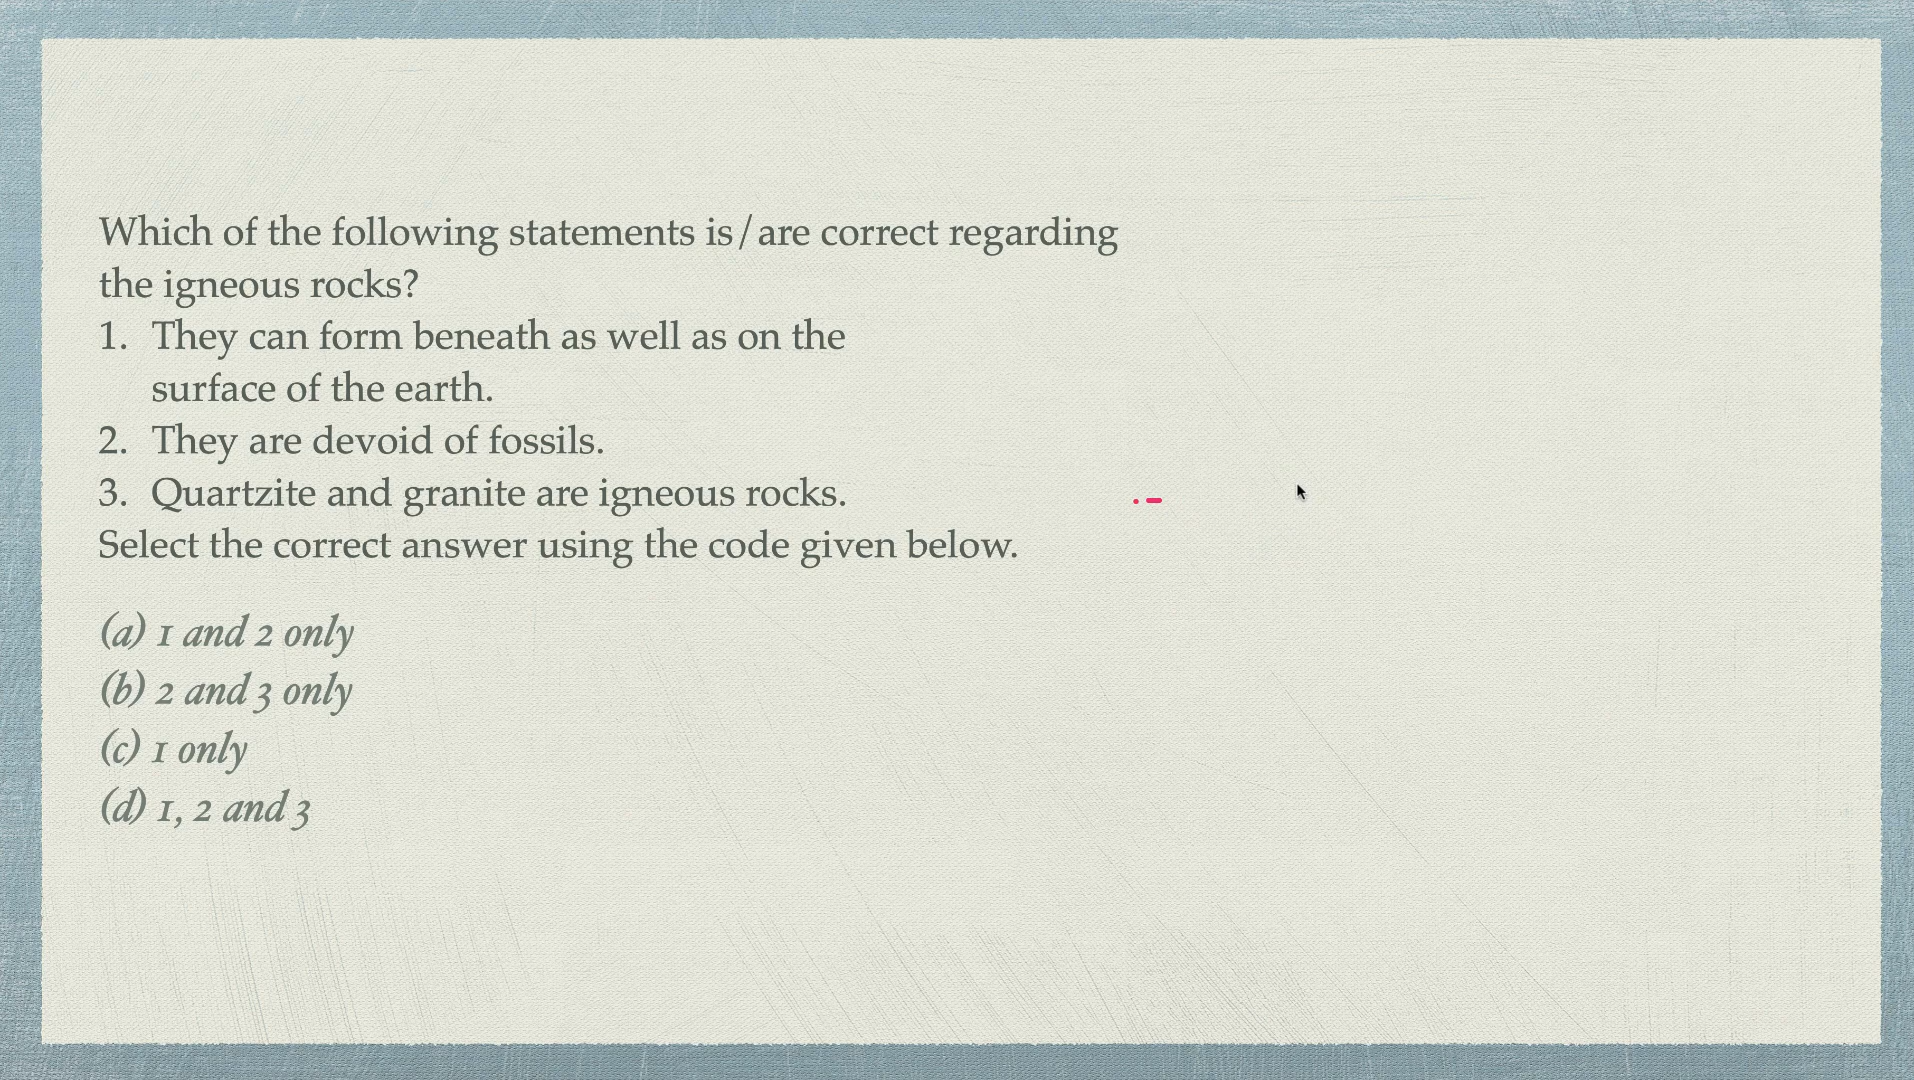 Which of the following statements is/are correct regarding
the igneous rocks?
1. They can form beneath as well as on the
surface of the earth.
2. They are devoid of fossils.
3. Quartzite and granite are igneous rocks.
Select the correct answer using the code given below.
(a) 1 and 2 only
(b) 2 and 3 only
(c) 1 only
(d) 1, 2 and 3